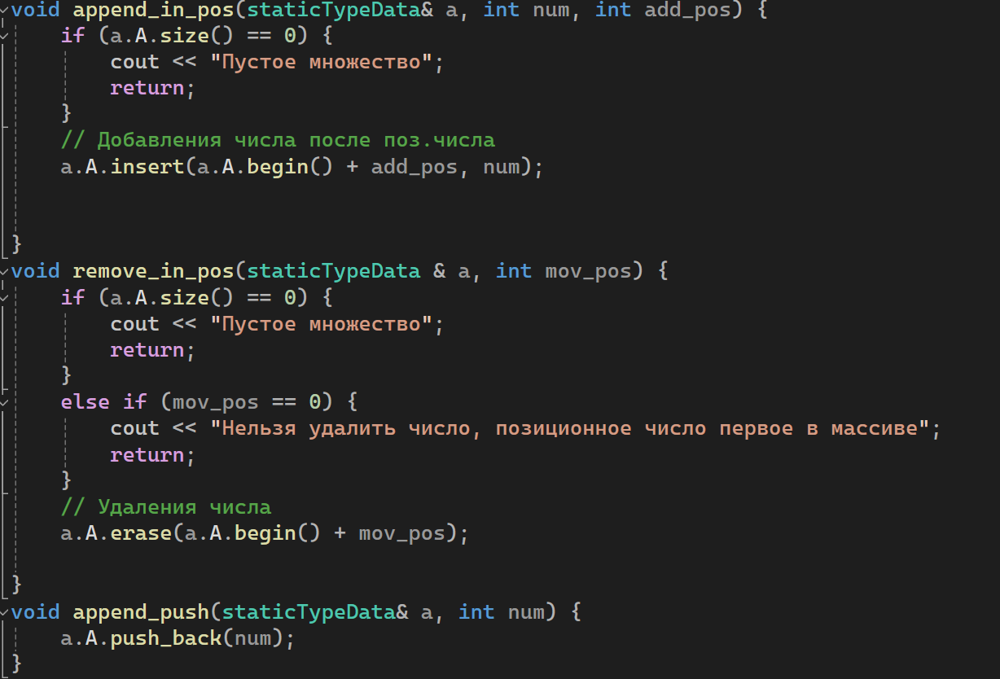 void append_in_pos(staticTypeData& a, int num, int add_pos) {
    if (a.A.size() == 0) {
        cout << "Пустое множество";
        return;
    }
    // Добавления числа после поз.числа
    a.A.insert(a.A.begin() + add_pos, num);
}
void remove_in_pos(staticTypeData & a, int mov_pos) {
    if (a.A.size() == 0) {
        cout << "Пустое множество";
        return;
    }
    else if (mov_pos == 0) {
        cout << "Нельзя удалить число, позиционное число первое в массиве";
        return;
    }
    // Удаления числа
    a.A.erase(a.A.begin() + mov_pos);
}
void append_push(staticTypeData& a, int num) {
    a.A.push_back(num);
}